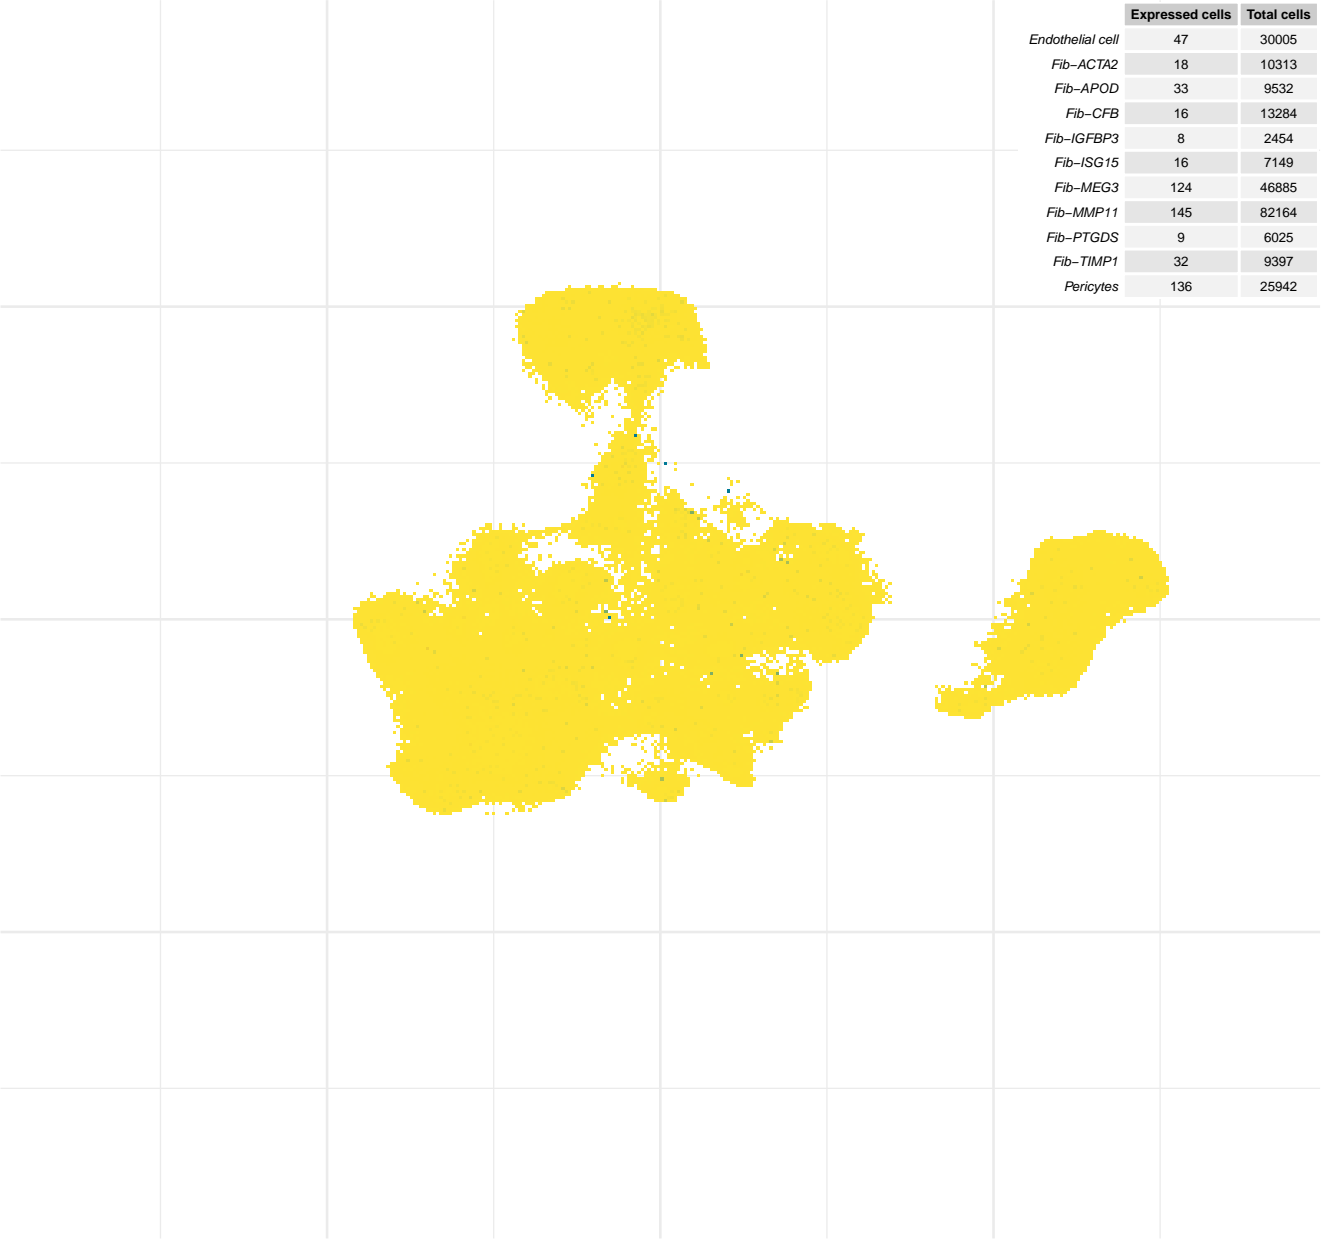 Expressed cells Total cells
Endothelial cell 47 30005
Fib−ACTA2 18 10313
Fib−APOD 33 9532
Fib−CFB 16 13284
Fib−IGFBP3 8 2454
Fib−ISG15 16 7149
Fib−MEG3 124 46885
Fib−MMP11 145 82164
Fib−PTGDS 9 6025
Fib−TIMP1 32 9397
Pericytes 136 25942